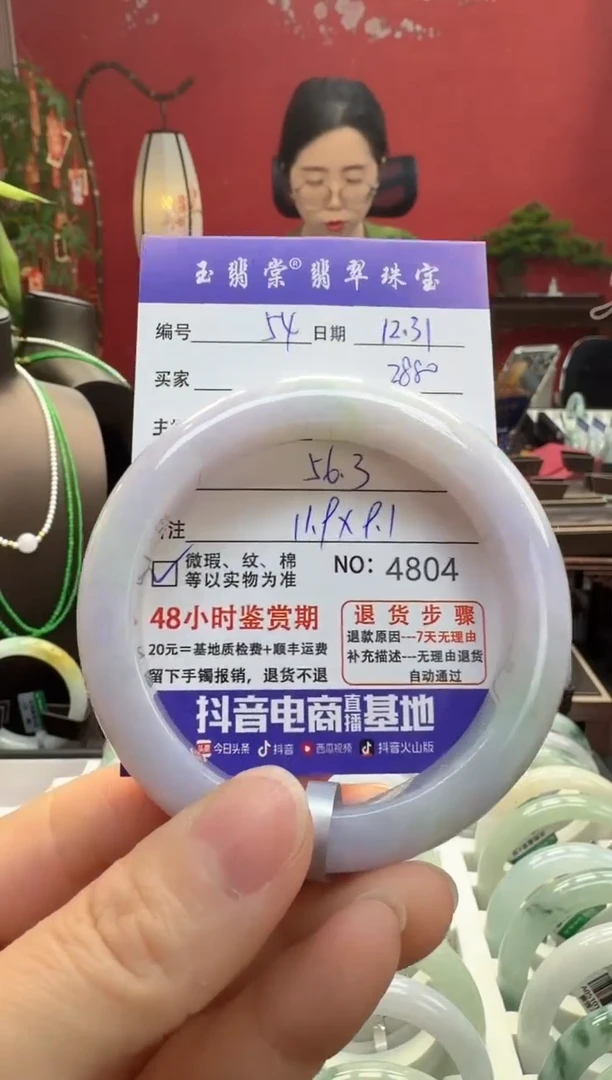 玉翡棠®翡翠珠宝
编号 54 日期 12.31
买家 2880
56.3
注 11.9X9.1
微瑕、纹、棉
等以实物为准
NO: 4804
48小时鉴赏期
20元=基地质检费+顺丰运费
留下手镯报销，退货不退
退货步骤
退款原因---7天无理由
补充描述---无理由退货
自动通过
抖音电商直播基地
头条 今日头条 抖音 西瓜视频 抖音火山版